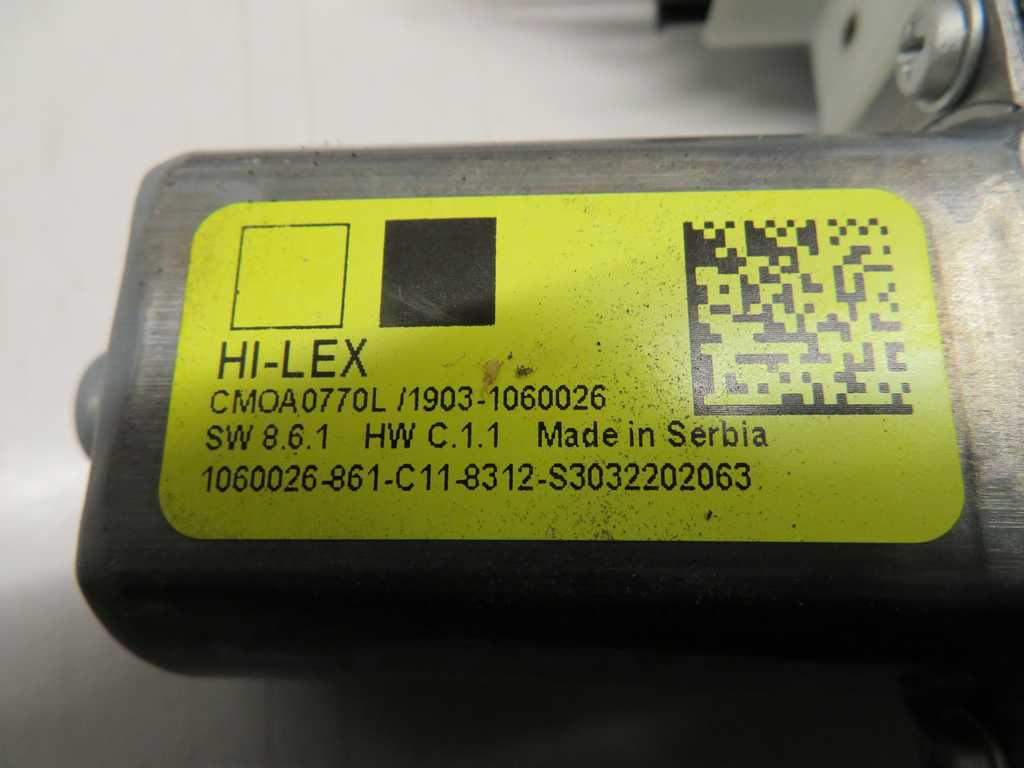 HI-LEX
CMOA0770L /1903-1060026
SW 8.6.1 HW C.1.1 Made in Serbia
1060026-861-C11-8312-S3032202063